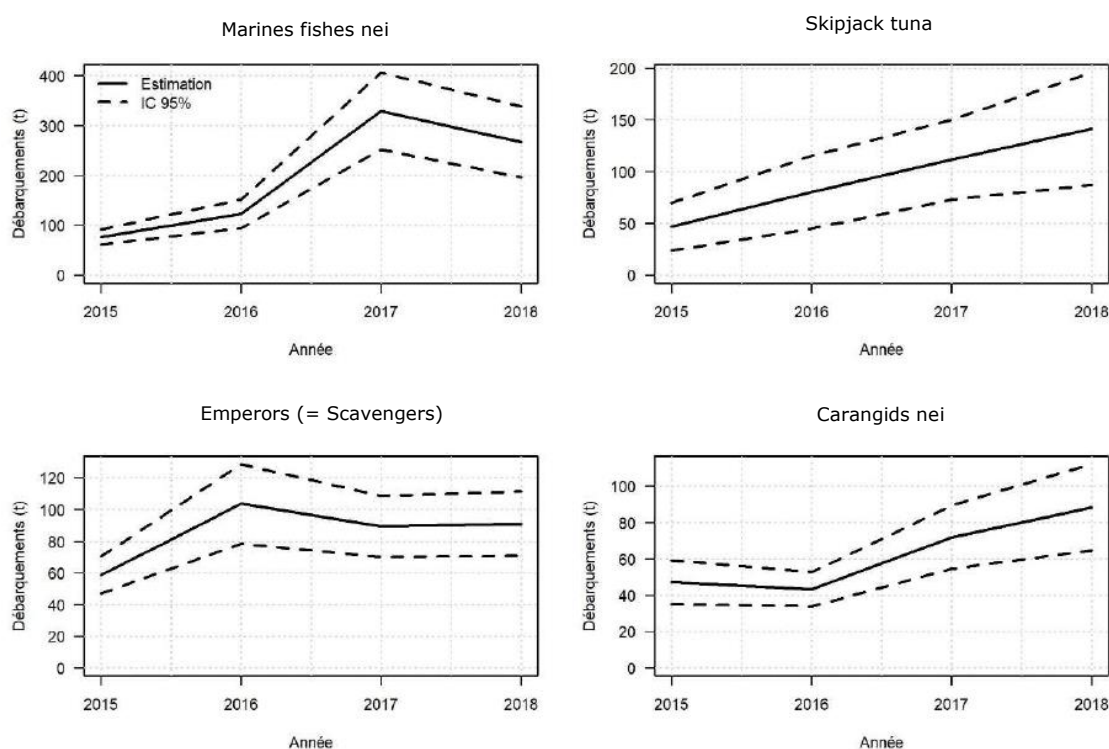 Marines fishes nei
Débarquements (t)
400
300
200
100
0
Estimation
IC 95%
2015 2016 2017 2018
Année
Skipjack tuna
Débarquements (t)
200
150
100
50
0
2015 2016 2017 2018
Année
Emperors (= Scavengers)
Débarquements (t)
120
100
80
60
40
20
0
2015 2016 2017 2018
Année
Carangids nei
Débarquements (t)
100
80
60
40
20
0
2015 2016 2017 2018
Année